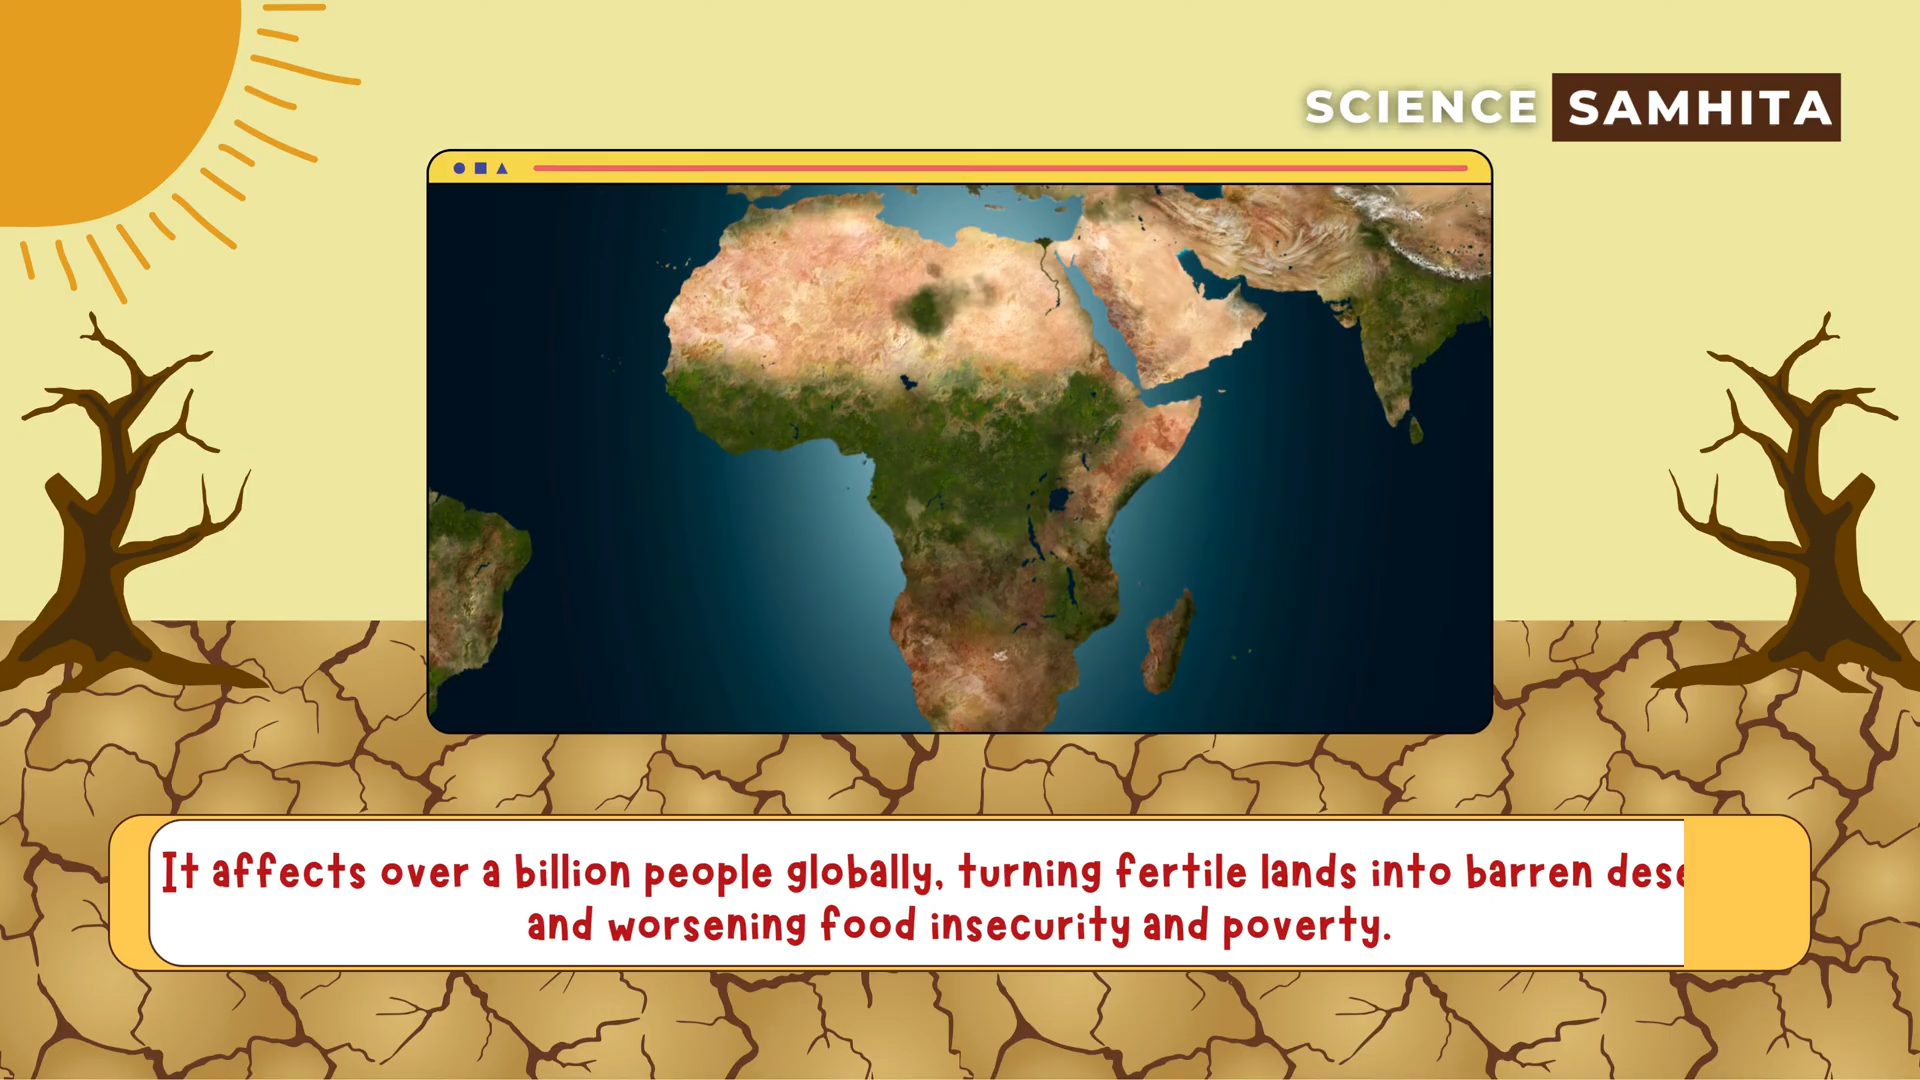 SCIENCE SAMHITA
It affects over a billion people globally, turning fertile lands into barren
and worsening food insecurity and poverty.